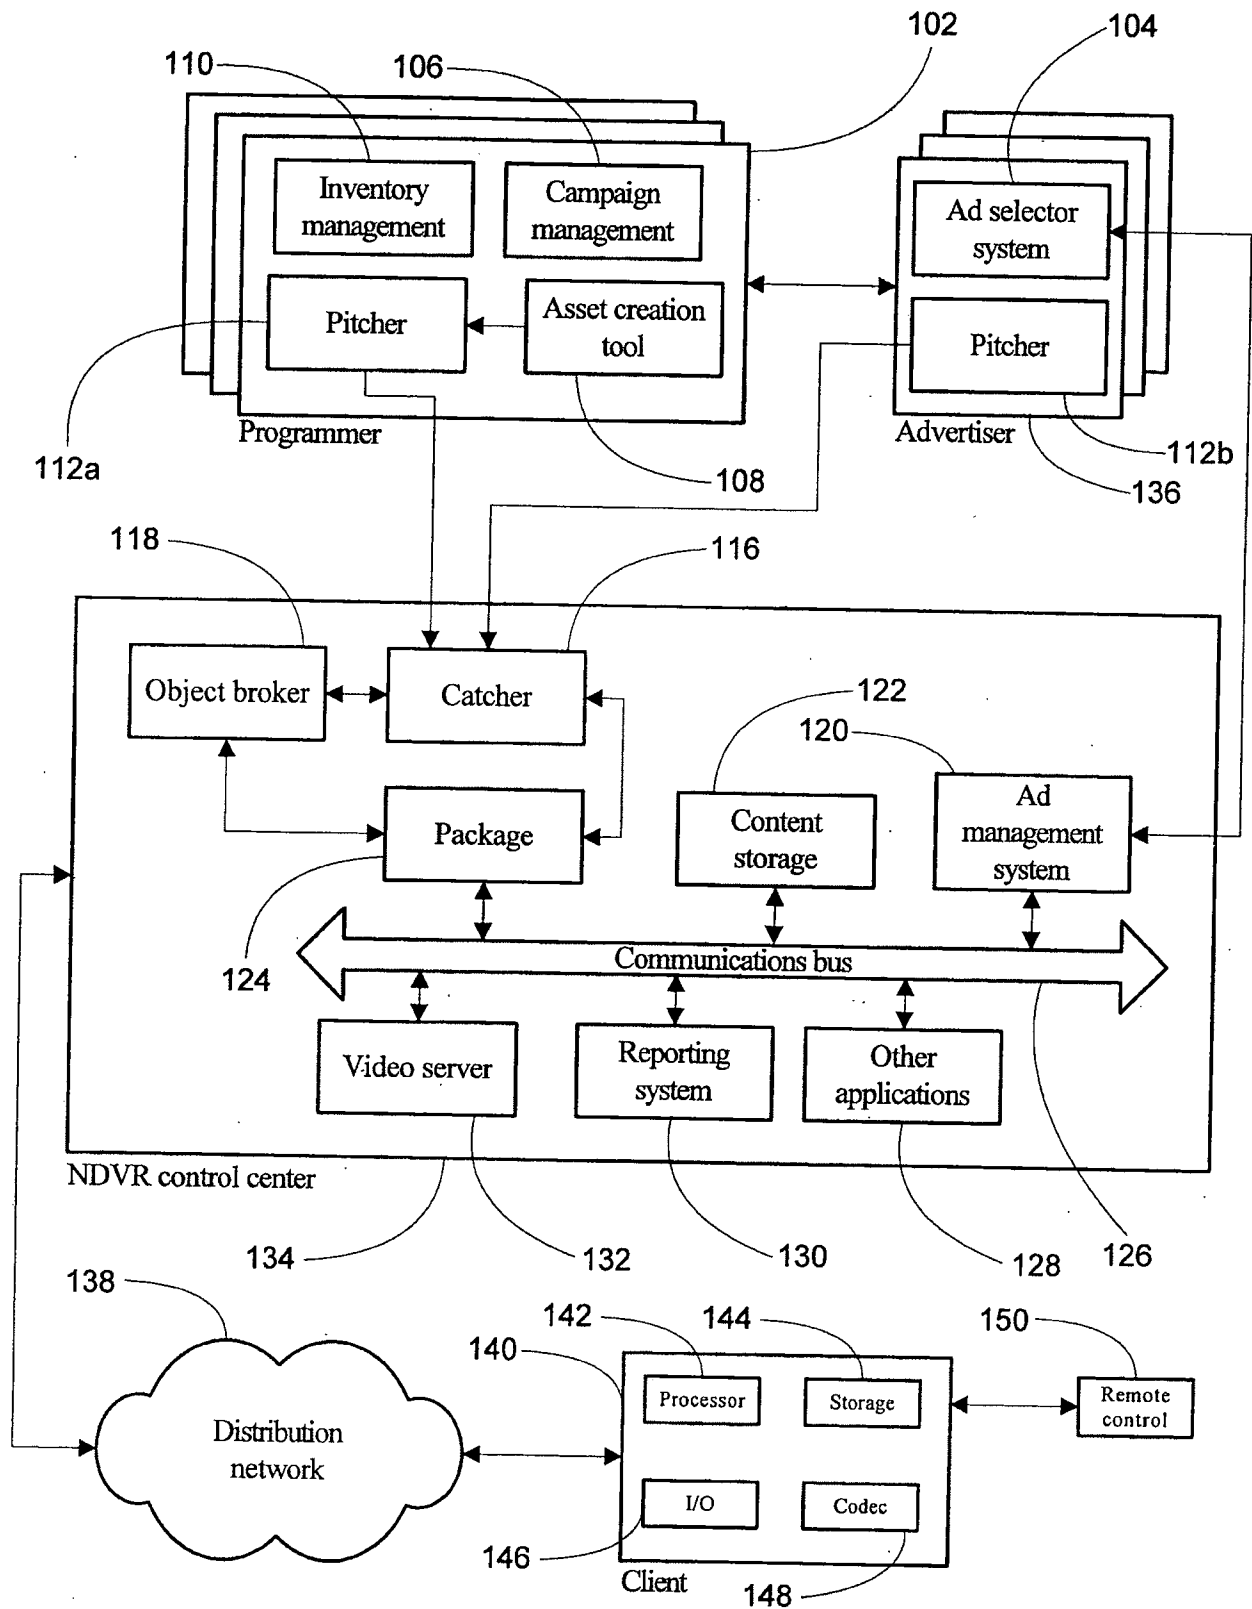 102
104
110
106
Inventory
management
Campaign
management
Ad selector
system
Pitcher
Asset creation
tool
Pitcher
Programmer
Advertiser
112a
108
112b
136
118
116
Object broker
Catcher
122
120
Package
Content
storage
Ad
management
system
124
Communications bus
Video server
Reporting
system
Other
applications
NDVR control center
134
132
130
128
126
138
142
144
150
140
Processor
Storage
Remote
control
Distribution
network
I/O
Codec
146
Client
148